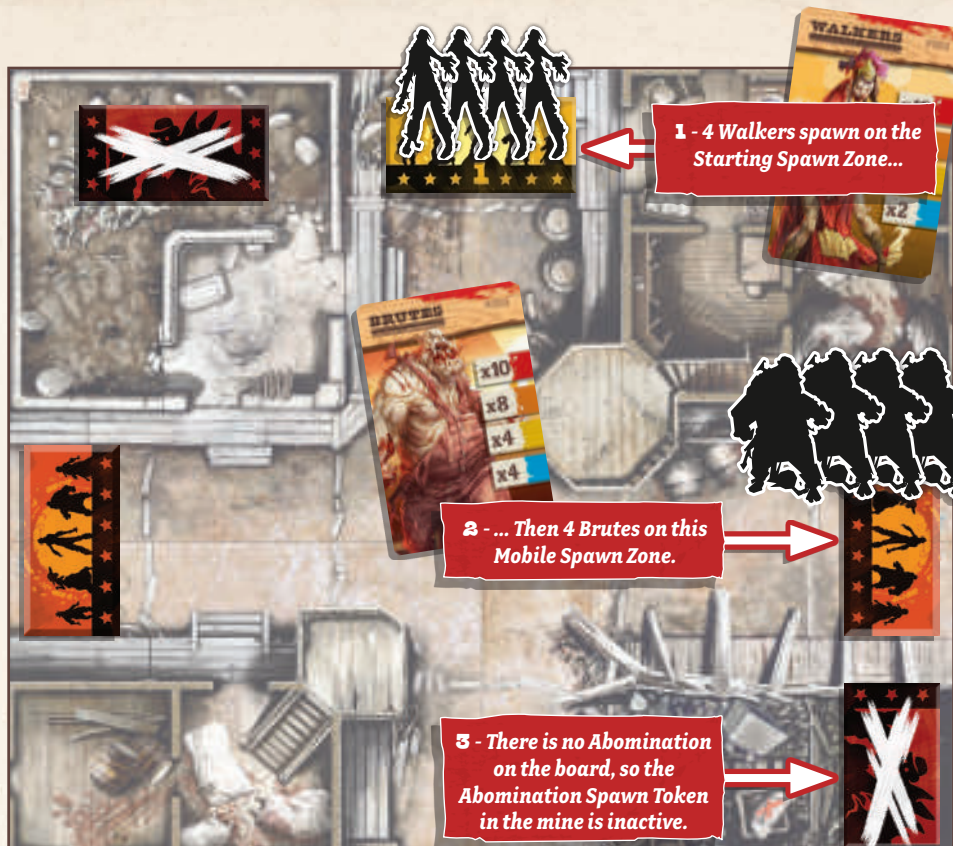 WALKERS
1 - 4 Walkers spawn on the
Starting Spawn Zone...
x2
1
BRUTES
x10
x8
x4
x4
2 - ... Then 4 Brutes on this
Mobile Spawn Zone.
3 - There is no Abomination
on the board, so the
Abomination Spawn Token
in the mine is inactive.